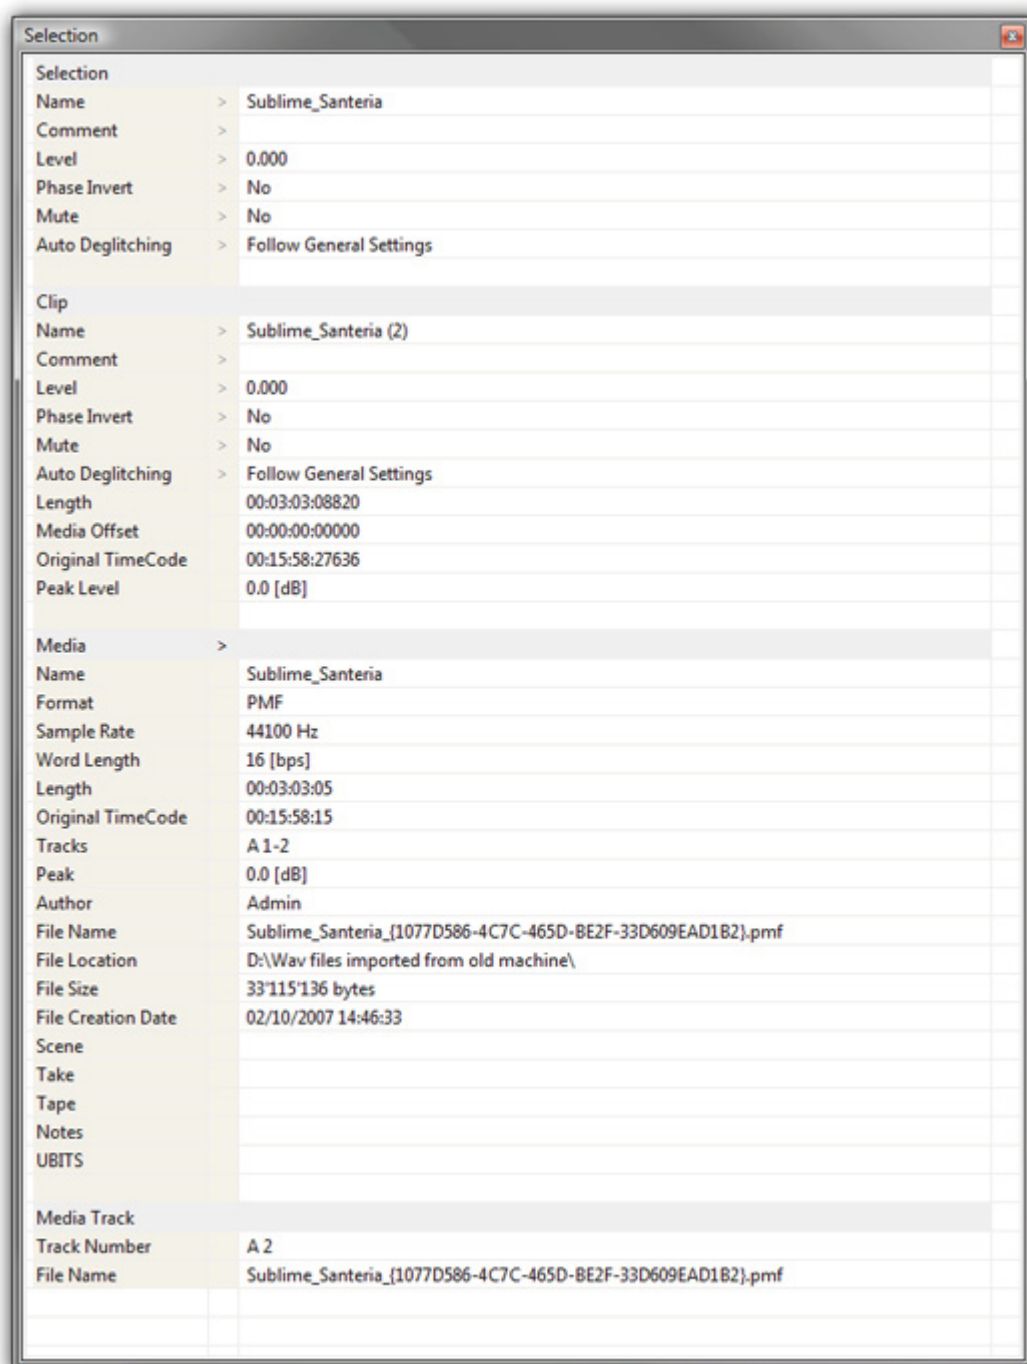 Selection
Selection
Name > Sublime_Santeria
Comment >
Level > 0.000
Phase Invert > No
Mute > No
Auto Deglitching > Follow General Settings
Clip
Name > Sublime_Santeria (2)
Comment >
Level > 0.000
Phase Invert > No
Mute > No
Auto Deglitching > Follow General Settings
Length 00:03:03:08820
Media Offset 00:00:00:00000
Original TimeCode 00:15:58:27636
Peak Level 0.0 [dB]
Media >
Name Sublime_Santeria
Format PMF
Sample Rate 44100 Hz
Word Length 16 [bps]
Length 00:03:03:05
Original TimeCode 00:15:58:15
Tracks A 1-2
Peak 0.0 [dB]
Author Admin
File Name Sublime_Santeria_{1077D586-4C7C-465D-BE2F-33D609EAD1B2}.pmf
File Location D:\Wav files imported from old machine\
File Size 33'115'136 bytes
File Creation Date 02/10/2007 14:46:33
Scene
Take
Tape
Notes
UBITS
Media Track
Track Number A 2
File Name Sublime_Santeria_{1077D586-4C7C-465D-BE2F-33D609EAD1B2}.pmf